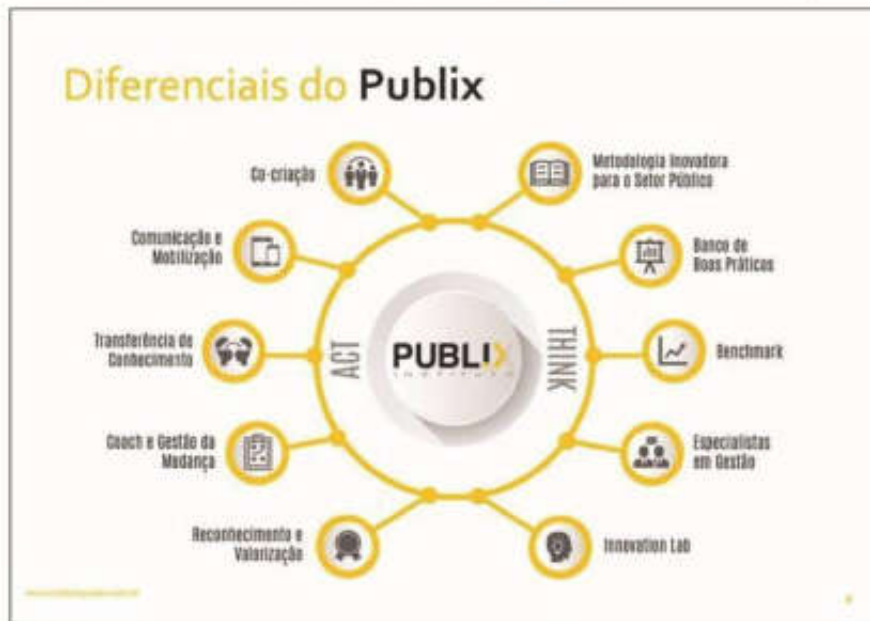 Diferenciais do Publix
Co-criação
Metodologia Inovadora
para o Setor Público
Comunicação e
Mobilização
Banco de
Boas Práticas
Transferência de
Conhecimento
ACT
PUBLIX
INSTITUTO
THINK
Benchmark
Coach e Gestão da
Mudança
Especialistas
em Gestão
Reconhecimento e
Valorização
Innovation Lab